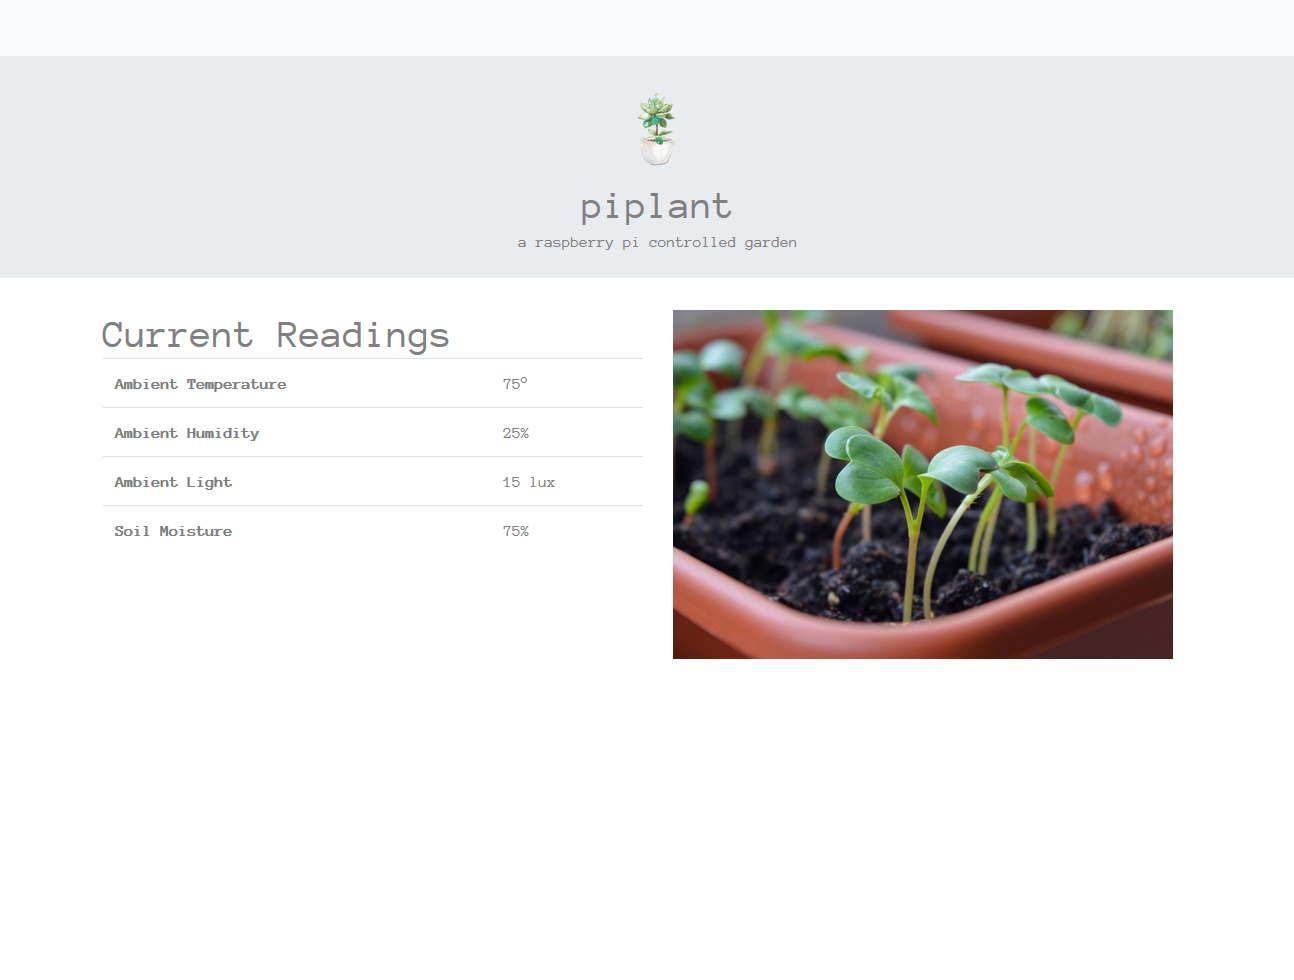 piplant
a raspberry pi controlled garden
Current Readings
Ambient Temperature 75°
Ambient Humidity 25%
Ambient Light 15 lux
Soil Moisture 75%